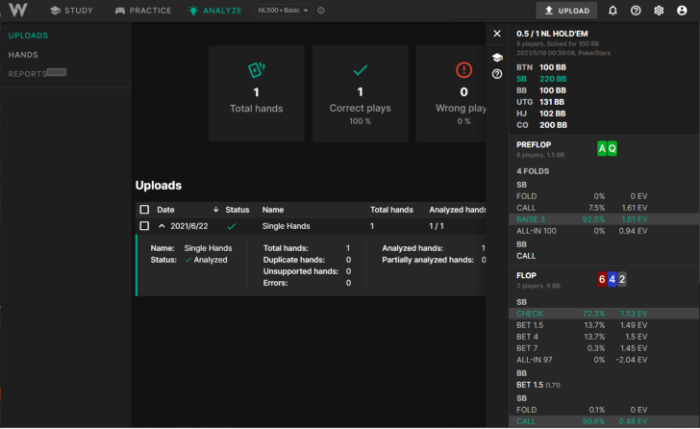 W STUDY PRACTICE ANALYZE NL500 • Basic UPLOAD
UPLOADS
HANDS
REPORTS SOON
1
Total hands
1
Correct plays
100 %
0
Wrong play
0 %
Uploads
Date Status Name Total hands Analyzed hands
2021/6/22 Single Hands 1 1 / 1
Name: Single Hands
Status: Analyzed
Total hands: 1
Duplicate hands: 0
Unsupported hands: 0
Errors: 0
Analyzed hands: 1
Partially analyzed hands: 0
0.5 / 1 NL HOLD'EM
6 players, Solved for 100 BB
2021/5/18 00:39:08, PokerStars
BTN 100 BB
SB 220 BB
BB 100 BB
UTG 131 BB
HJ 102 BB
CO 200 BB
PREFLOP A Q
6 players, 1.5 BB
4 FOLDS
SB
FOLD 0% 0 EV
CALL 7.5% 1.61 EV
RAISE 3 92.5% 1.61 EV
ALL-IN 100 0% 0.94 EV
BB
CALL
FLOP 6 4 2
2 players, 6 BB
SB
CHECK 72.3% 1.53 EV
BET 1.5 13.7% 1.49 EV
BET 4 13.7% 1.5 EV
BET 7 0.3% 1.45 EV
ALL-IN 97 0% -2.04 EV
BB
BET 1.5 (1.71)
SB
FOLD 0.1% 0 EV
CALL 99.6% 0.48 EV